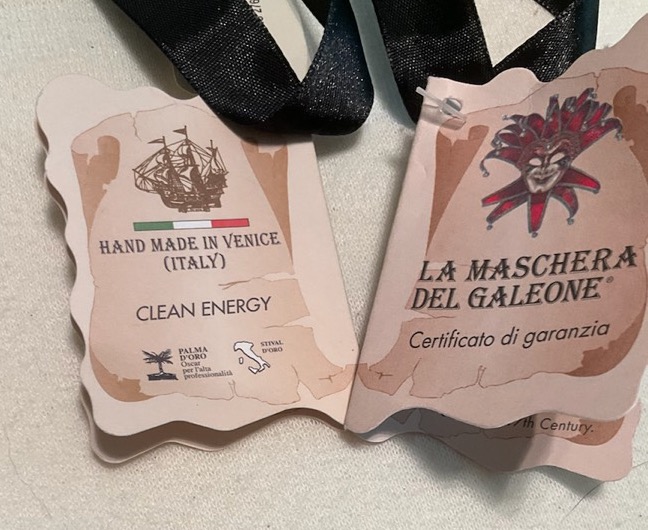 HAND MADE IN VENICE
(ITALY)
CLEAN ENERGY
PALMA
D'ORO
Oscar
per l'alta
professionalità
STIVAL
D'ORO
LA MASCHERA
DEL GALEONE®
Certificato di garanzia
Century.